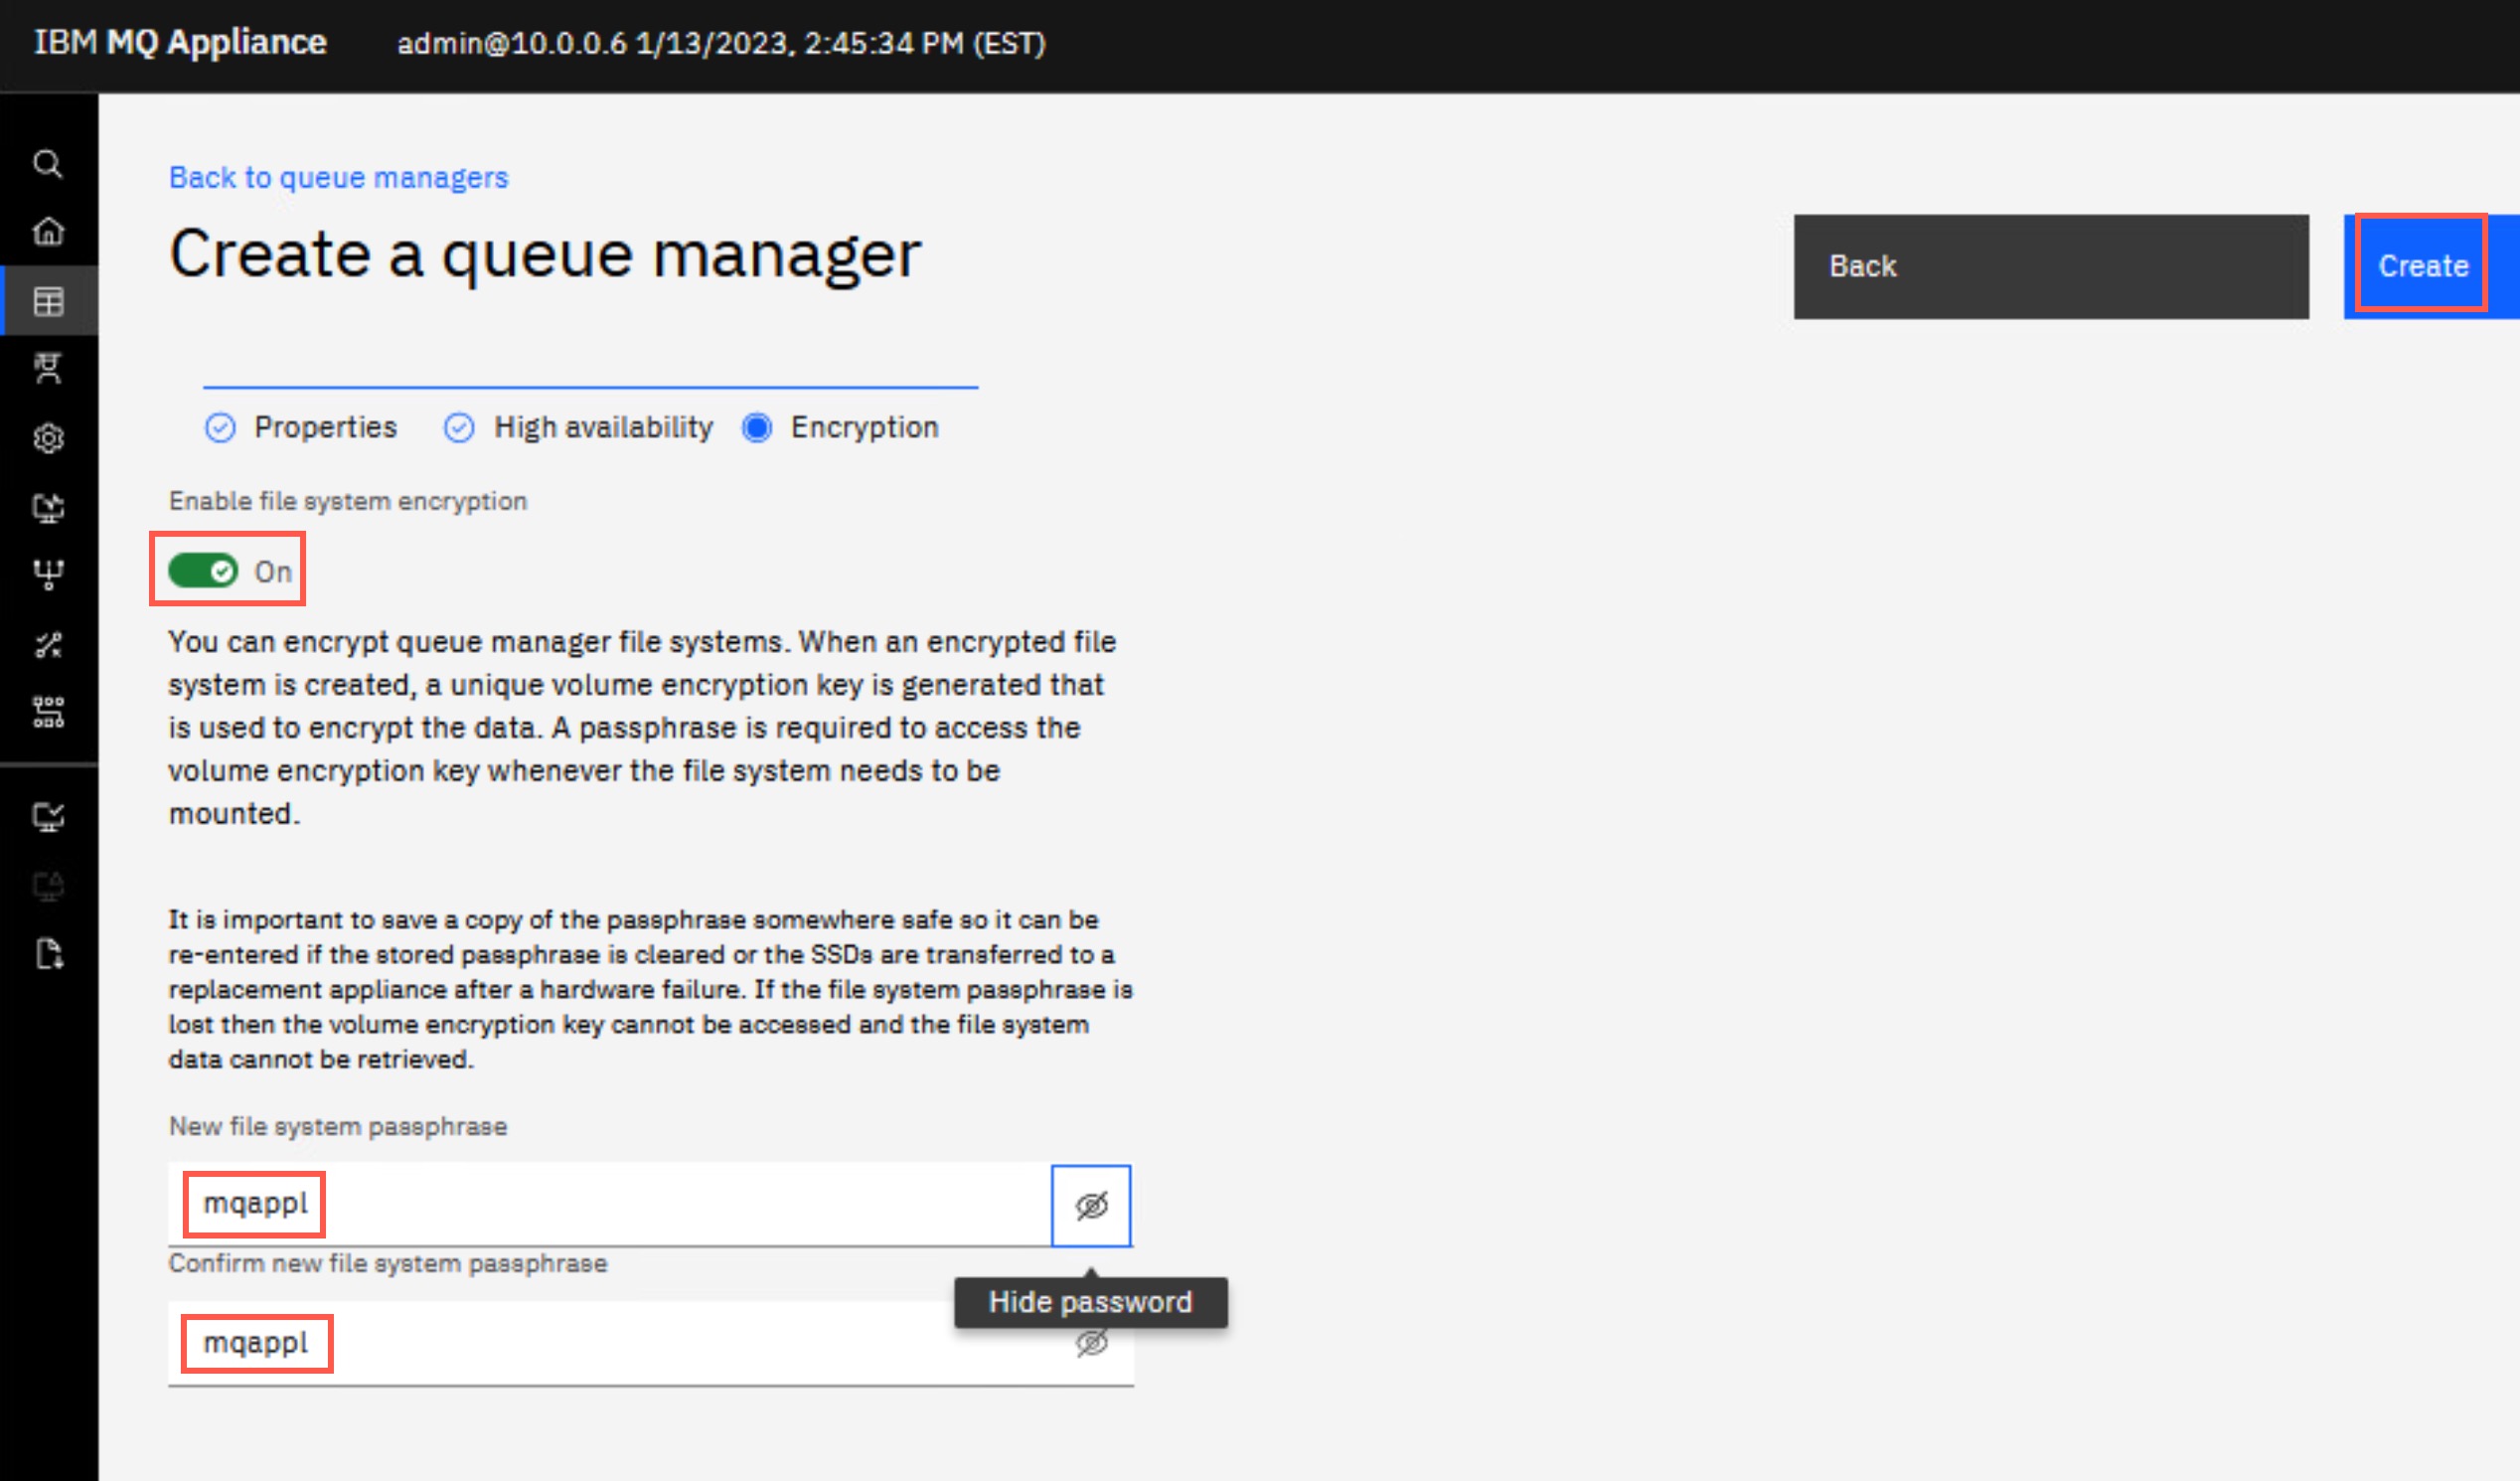 IBM MQ Appliance admin@10.0.0.6 1/13/2023, 2:45:34 PM (EST)
Back to queue managers
Create a queue manager
Back
Create
Properties
High availability
Encryption
Enable file system encryption
On
You can encrypt queue manager file systems. When an encrypted file
system is created, a unique volume encryption key is generated that
is used to encrypt the data. A passphrase is required to access the
volume encryption key whenever the file system needs to be
mounted.
It is important to save a copy of the passphrase somewhere safe so it can be
re-entered if the stored passphrase is cleared or the SSDs are transferred to a
replacement appliance after a hardware failure. If the file system passphrase is
lost then the volume encryption key cannot be accessed and the file system
data cannot be retrieved.
New file system passphrase
mqappl
Confirm new file system passphrase
Hide password
mqappl